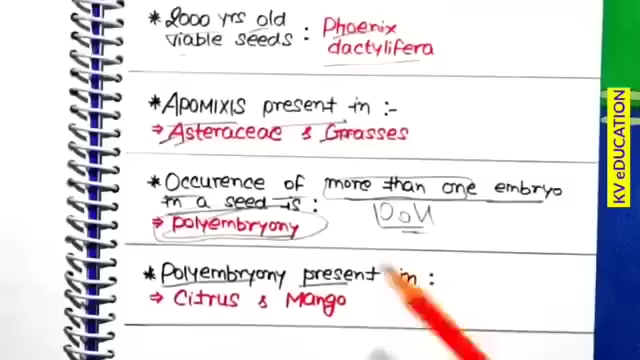 * 2000 yrs old
viable seeds : Phoenix
dactylifera
* APOMIXIS present in :-
⇒ Asteraceae & Grasses
* Occurence of more than one embryo
in a seed is :
⇒ polyembryony
Poly
* Polyembryony present in :
⇒ Citrus & Mango
KV eDUCATION